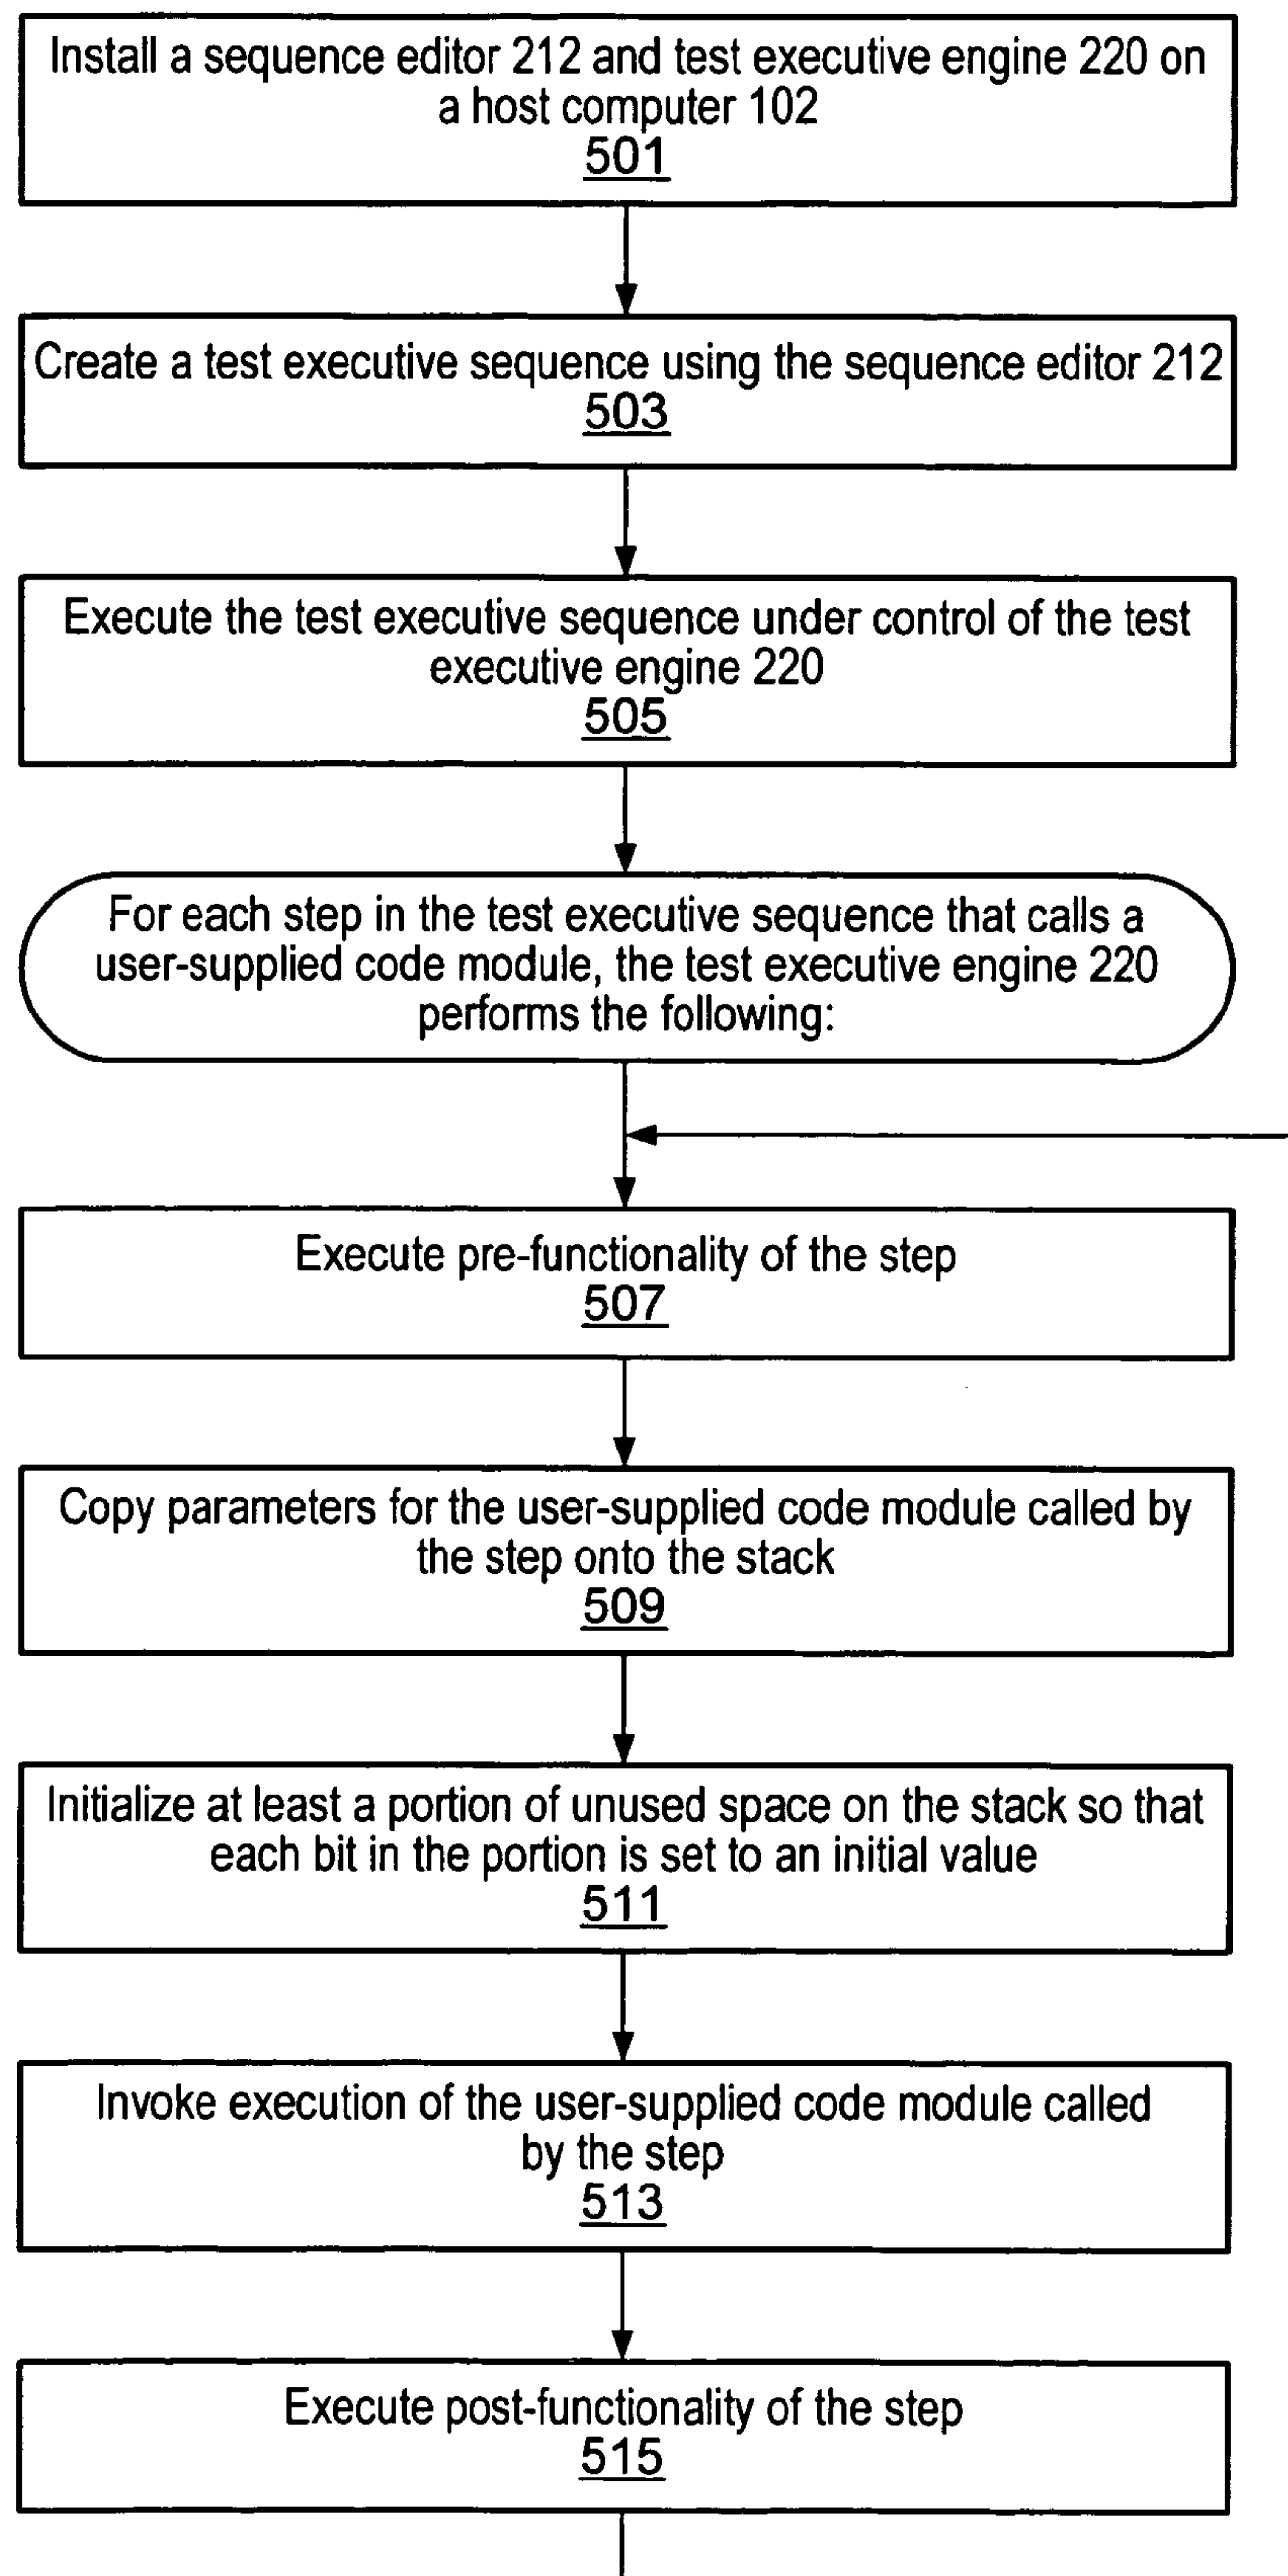 Install a sequence editor 212 and test executive engine 220 on
a host computer 102
501
Create a test executive sequence using the sequence editor 212
503
Execute the test executive sequence under control of the test
executive engine 220
505
For each step in the test executive sequence that calls a
user-supplied code module, the test executive engine 220
performs the following:
Execute pre-functionality of the step
507
Copy parameters for the user-supplied code module called by
the step onto the stack
509
Initialize at least a portion of unused space on the stack so that
each bit in the portion is set to an initial value
511
Invoke execution of the user-supplied code module called
by the step
513
Execute post-functionality of the step
515